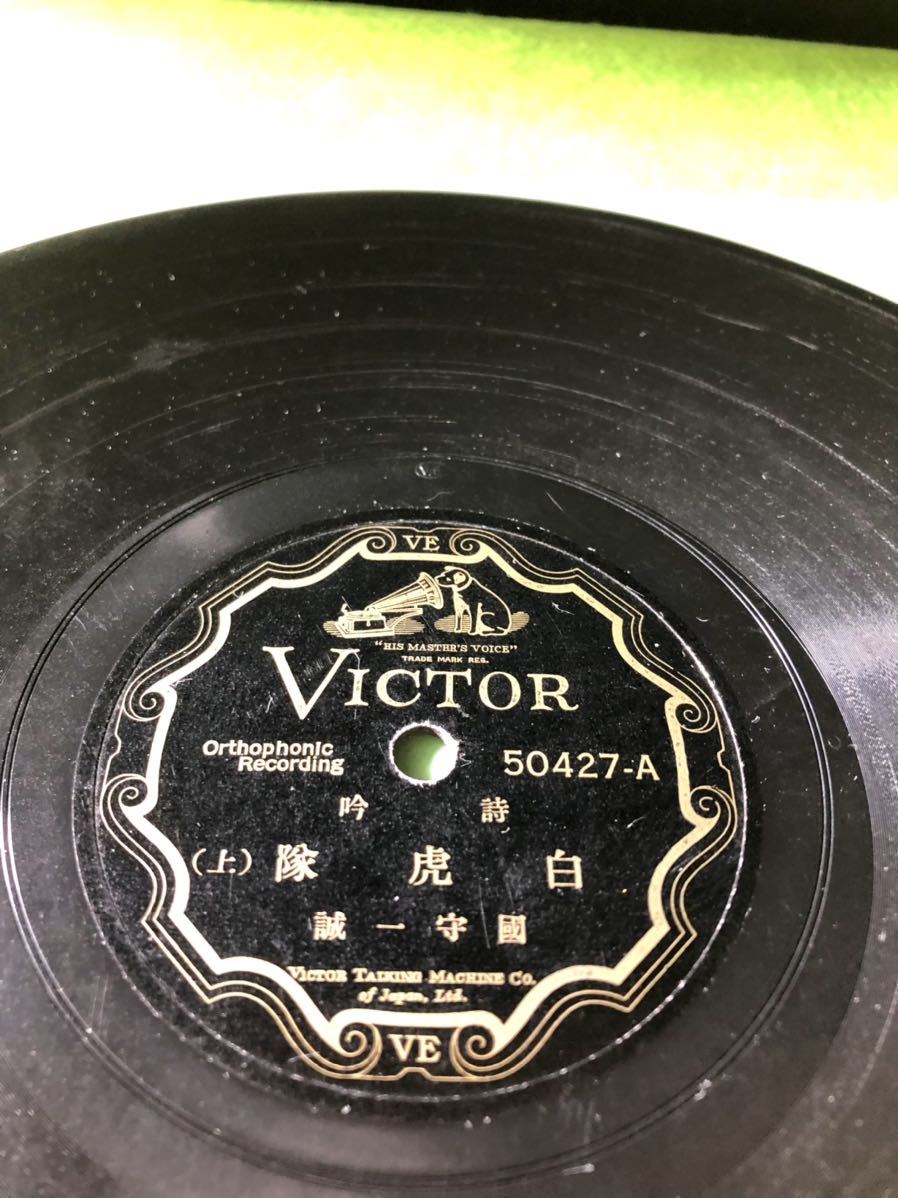 VE
"HIS MASTER'S VOICE"
TRADE MARK REG.
VICTOR
Orthophonic
Recording
50427-A
詩吟
白虎隊(上)
國守一誠
VICTOR TALKING MACHINE CO.
of Japan, Ltd.
VE